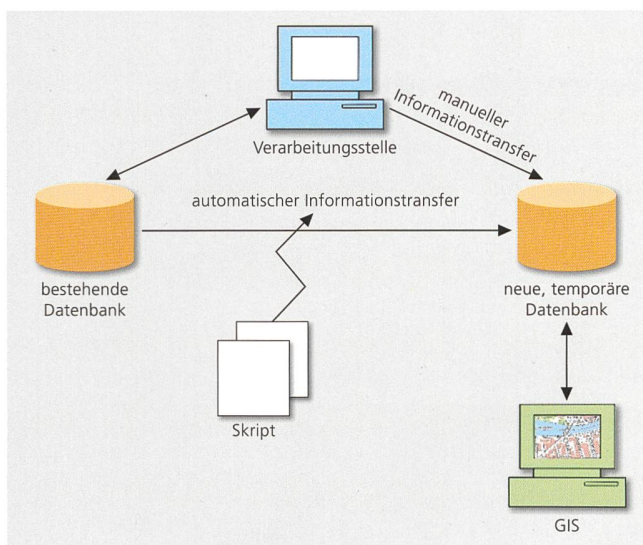 manueller
Informationstransfer
Verarbeitungsstelle
automatischer Informationstransfer
bestehende
Datenbank
neue, temporäre
Datenbank
Skript
GIS